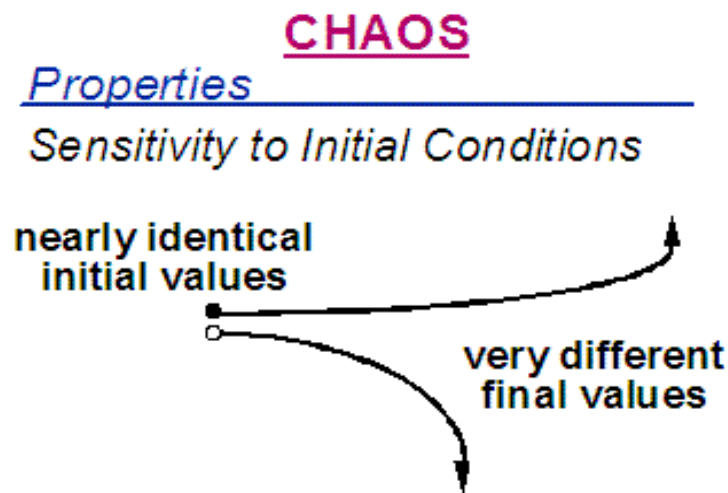 CHAOS
Properties
Sensitivity to Initial Conditions
nearly identical
initial values
very different
final values